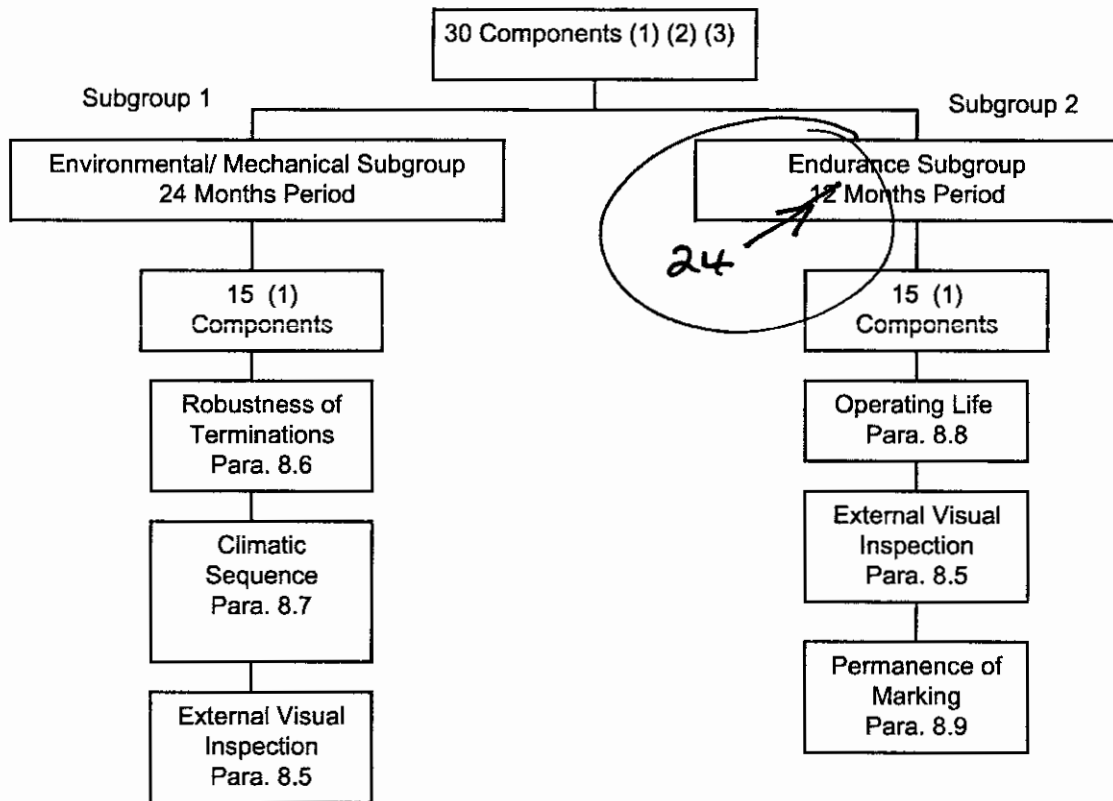 30 Components (1) (2) (3)
Subgroup 1
Subgroup 2
Environmental/ Mechanical Subgroup
24 Months Period
Endurance Subgroup
12 Months Period
24
15 (1)
Components
15 (1)
Components
Robustness of
Terminations
Para. 8.6
Operating Life
Para. 8.8
Climatic
Sequence
Para. 8.7
External Visual
Inspection
Para. 8.5
External Visual
Inspection
Para. 8.5
Permanence of
Marking
Para. 8.9